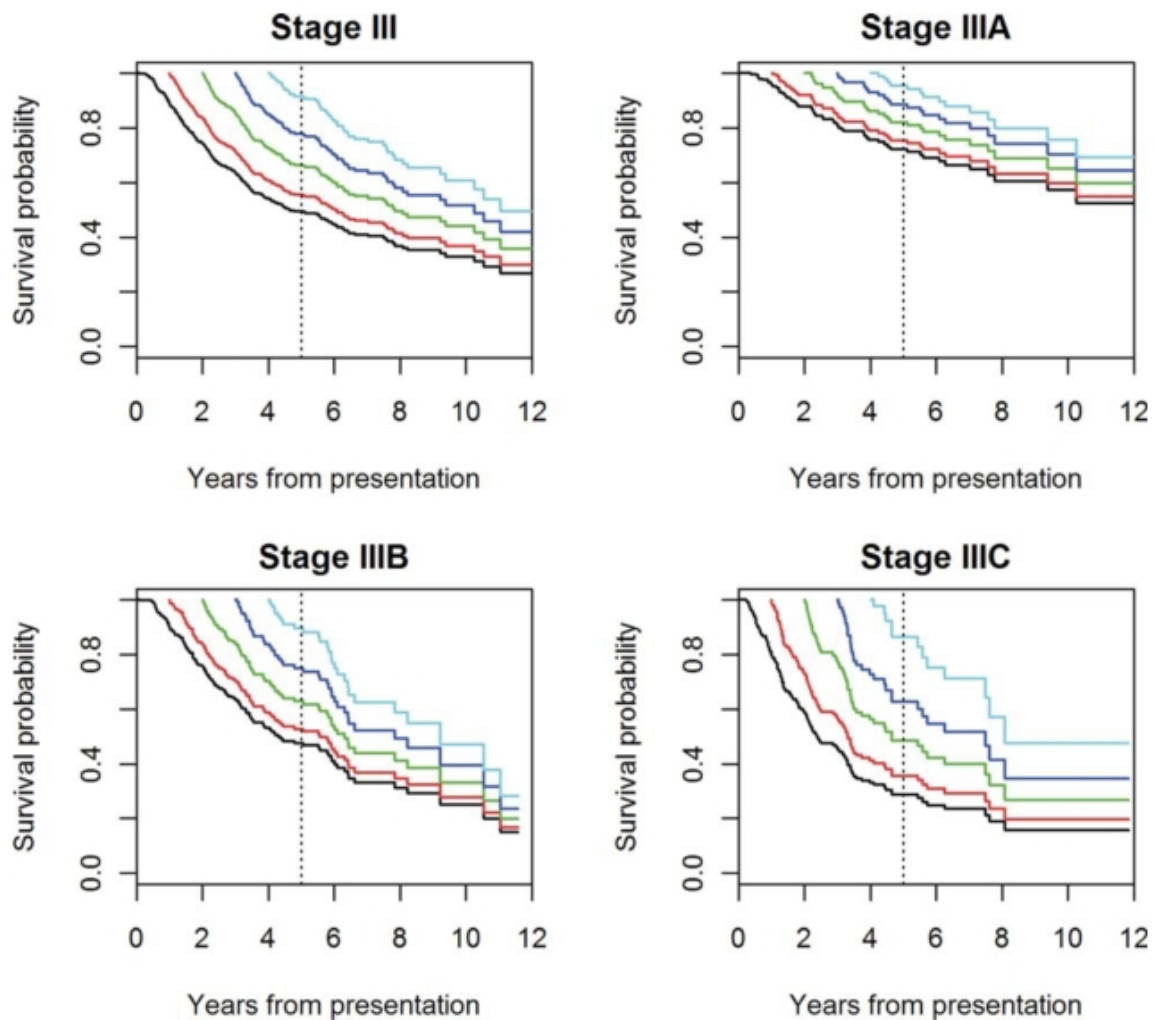 Stage III
Survival probability
0.8
0.4
0.0
0 2 4 6 8 10 12
Years from presentation
Stage IIIA
Survival probability
0.8
0.4
0.0
0 2 4 6 8 10 12
Years from presentation
Stage IIIB
Survival probability
0.8
0.4
0.0
0 2 4 6 8 10 12
Years from presentation
Stage IIIC
Survival probability
0.8
0.4
0.0
0 2 4 6 8 10 12
Years from presentation